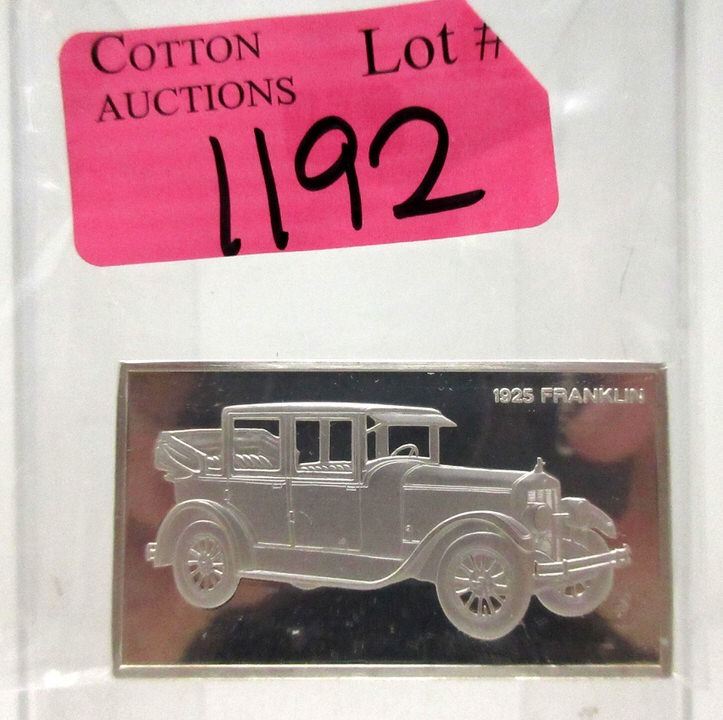 COTTON Lot #
AUCTIONS
1192
1925 FRANKLIN